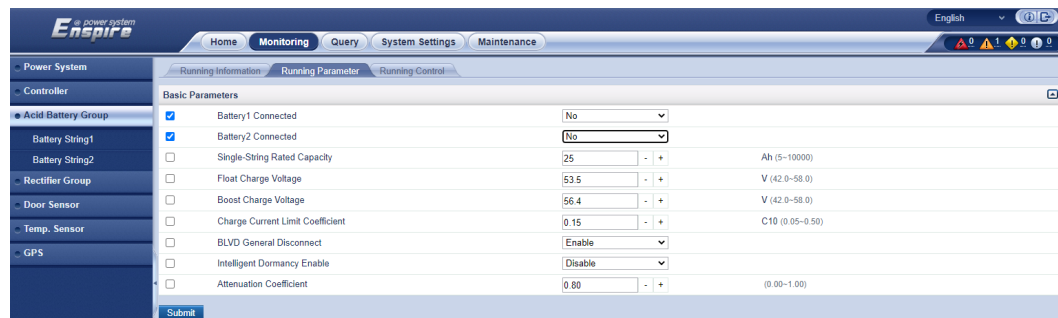 Enspire @ power system
English
Home Monitoring Query System Settings Maintenance
0 1 0 0
Power System
Controller
Acid Battery Group
Battery String1
Battery String2
Rectifier Group
Door Sensor
Temp. Sensor
GPS
Running Information Running Parameter Running Control
Basic Parameters
Battery1 Connected No
Battery2 Connected No
Single-String Rated Capacity 25 - + Ah (5~10000)
Float Charge Voltage 53.5 - + V (42.0~58.0)
Boost Charge Voltage 56.4 - + V (42.0~58.0)
Charge Current Limit Coefficient 0.15 - + C10 (0.05~0.50)
BLVD General Disconnect Enable
Intelligent Dormancy Enable Disable
Attenuation Coefficient 0.80 - + (0.00~1.00)
Submit